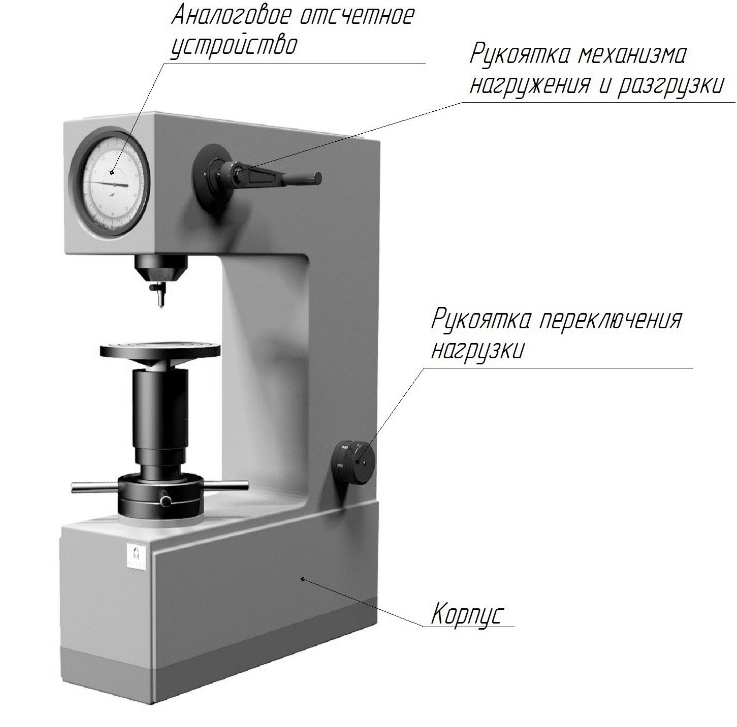 Аналоговое отсчетное
устройство
Рукоятка механизма
нагружения и разгрузки
Рукоятка переключения
нагрузки
Корпус